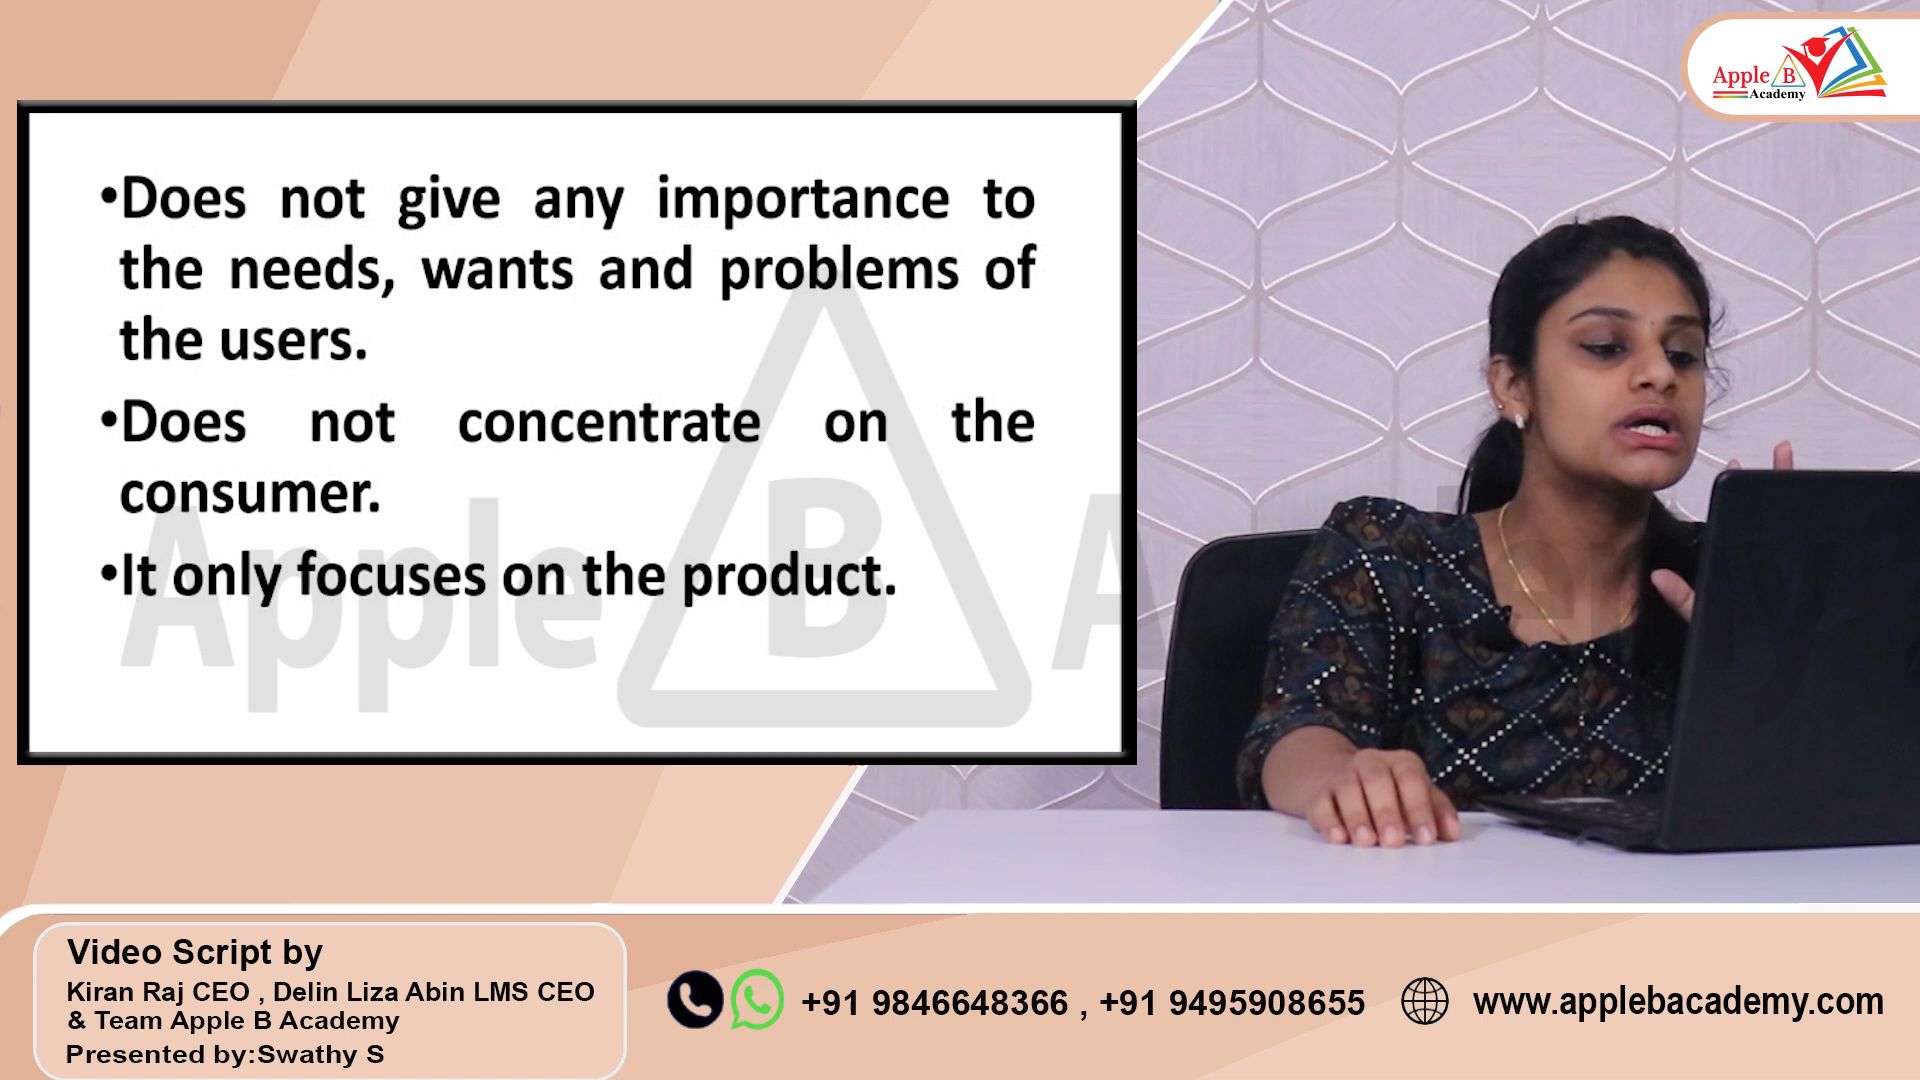 •Does not give any importance to
the needs, wants and problems of
the users.
•Does not concentrate on the
consumer.
•It only focuses on the product.
Apple B A
Apple B
Academy
Video Script by
Kiran Raj CEO , Delin Liza Abin LMS CEO
& Team Apple B Academy
Presented by:Swathy S
+91 9846648366 , +91 9495908655
www.applebacademy.com